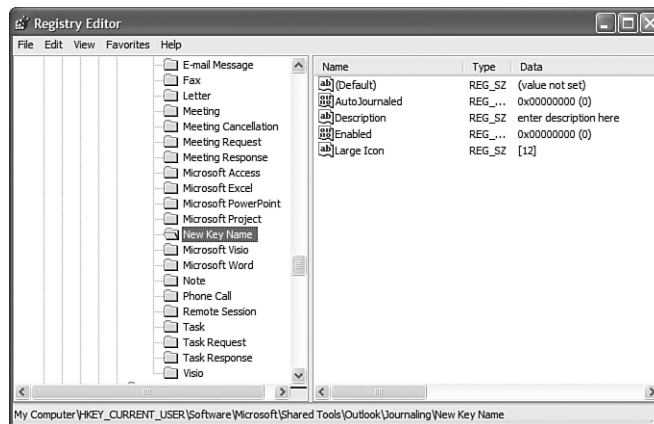 Registry Editor
File Edit View Favorites Help
E-mail Message
Fax
Letter
Meeting
Meeting Cancellation
Meeting Request
Meeting Response
Microsoft Access
Microsoft Excel
Microsoft PowerPoint
Microsoft Project
New Key Name
Microsoft Visio
Microsoft Word
Note
Phone Call
Remote Session
Task
Task Request
Task Response
Visio
Name Type Data
(Default) REG_SZ (value not set)
AutoJournaled REG_... 0x00000000 (0)
Description REG_SZ enter description here
Enabled REG_... 0x00000000 (0)
Large Icon REG_SZ [12]
My Computer\HKEY_CURRENT_USER\Software\Microsoft\Shared Tools\Outlook\Journaling\New Key Name